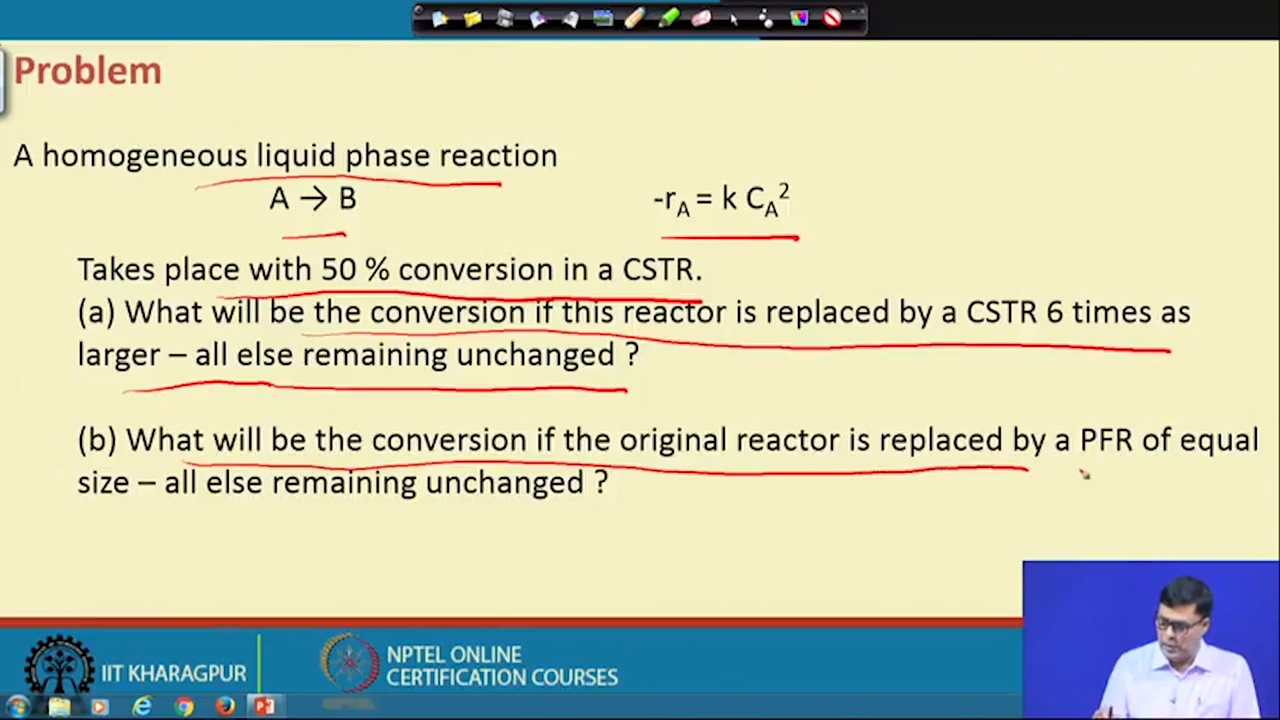 Problem
A homogeneous liquid phase reaction
A → B
-rA = k CA²
Takes place with 50 % conversion in a CSTR.
(a) What will be the conversion if this reactor is replaced by a CSTR 6 times as
larger – all else remaining unchanged ?
(b) What will be the conversion if the original reactor is replaced by a PFR of equal
size – all else remaining unchanged ?
IIT KHARAGPUR
NPTEL ONLINE
CERTIFICATION COURSES